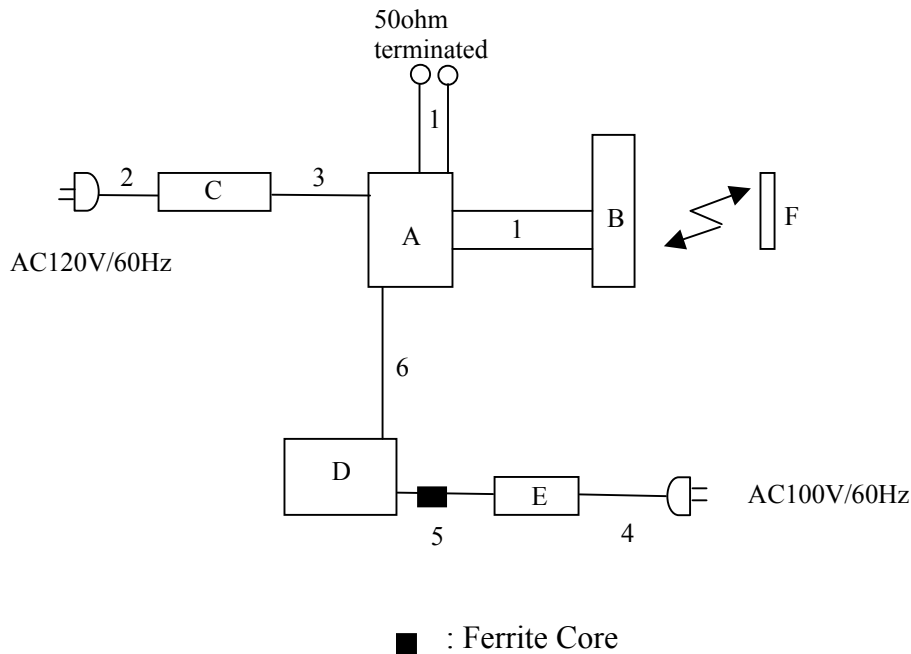 50ohm
terminated
1
2
C
3
A
1
B
F
AC120V/60Hz
6
D
E
AC100V/60Hz
5
4
: Ferrite Core